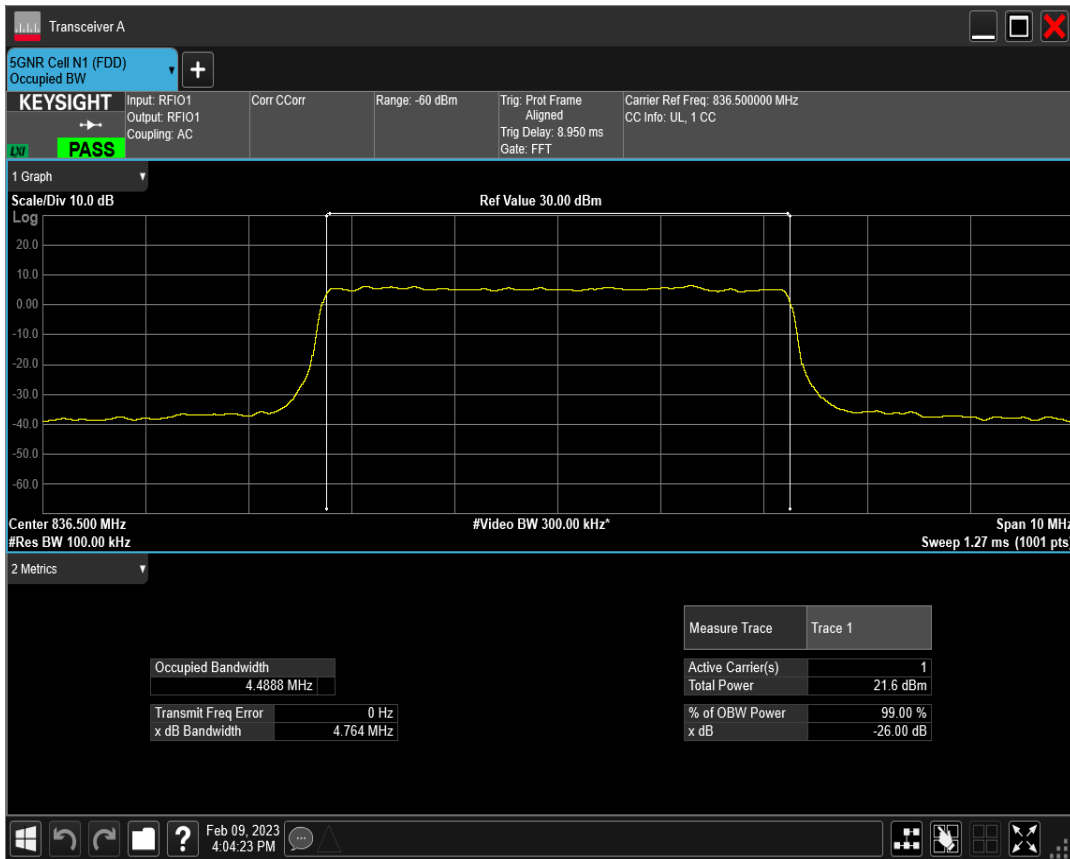 Transceiver A
5GNR Cell N1 (FDD)
Occupied BW
+
KEYSIGHT
LXI
PASS
Input: RFIO1
Output: RFIO1
Coupling: AC
Corr CCorr
Range: -60 dBm
Trig: Prot Frame
Aligned
Trig Delay: 8.950 ms
Gate: FFT
Carrier Ref Freq: 836.500000 MHz
CC Info: UL, 1 CC
1 Graph
Scale/Div 10.0 dB
Ref Value 30.00 dBm
Log
20.0
10.0
0.00
-10.0
-20.0
-30.0
-40.0
-50.0
-60.0
Center 836.500 MHz
#Video BW 300.00 kHz*
Span 10 MHz
#Res BW 100.00 kHz
Sweep 1.27 ms (1001 pts)
2 Metrics
Measure Trace Trace 1
Occupied Bandwidth
4.4888 MHz
Active Carrier(s) 1
Total Power 21.6 dBm
Transmit Freq Error 0 Hz
x dB Bandwidth 4.764 MHz
% of OBW Power 99.00 %
x dB -26.00 dB
?
Feb 09, 2023
4:04:23 PM